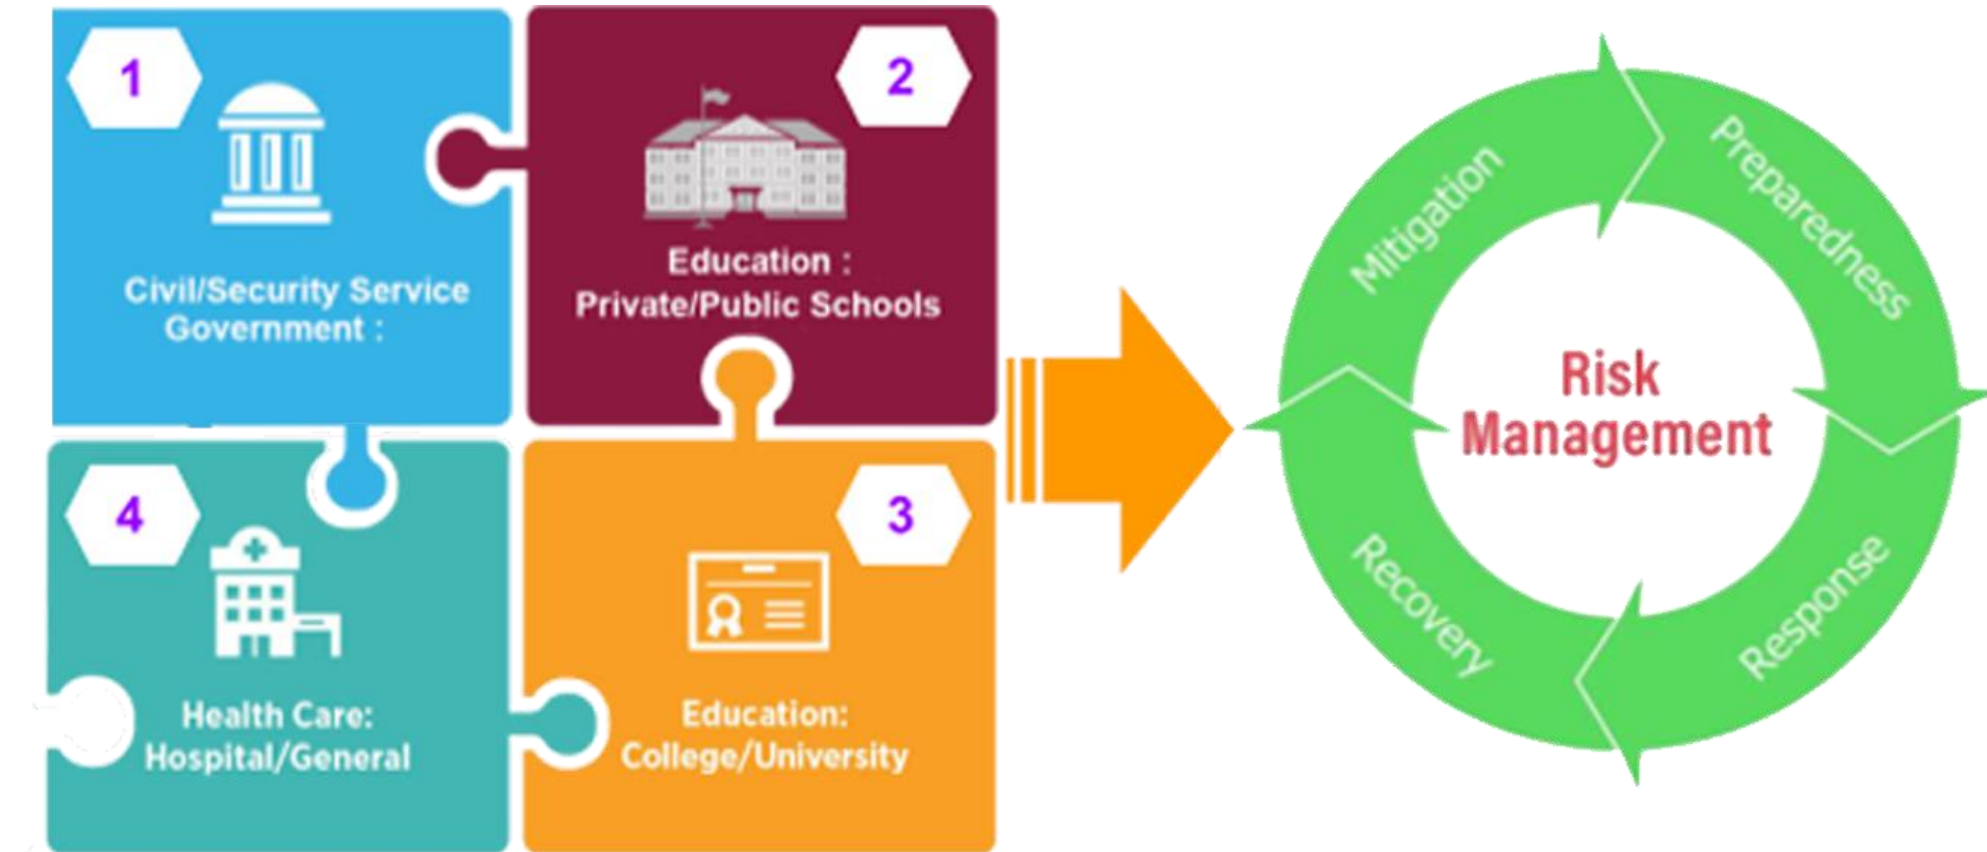 1
Civil/Security Service
Government :
2
Education :
Private/Public Schools
4
Health Care:
Hospital/General
3
Education:
College/University
Mitigation
Preparedness
Risk
Management
Recovery
Response